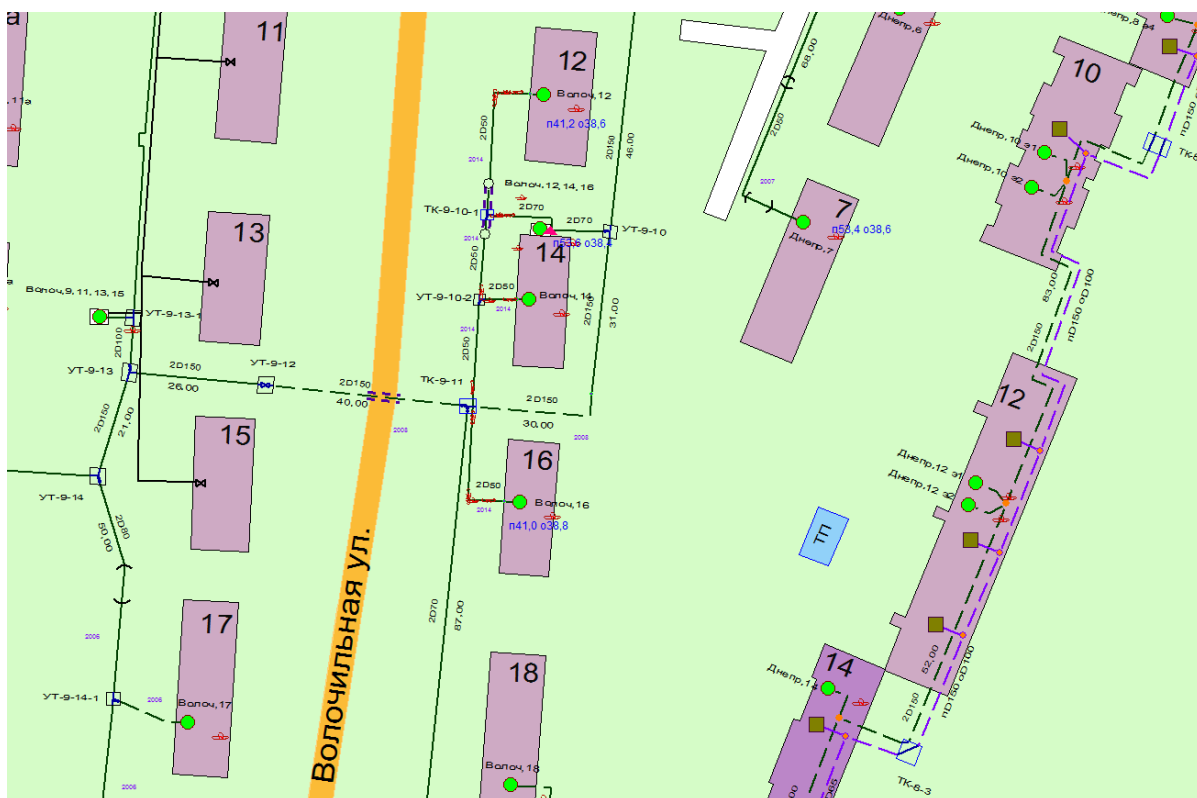 а
11
12
Волоч,12
п41,2 о38,6
2D50
2014
46,00
2D150
68,00
2D50
2007
Днепр,6
Днепр,8 э4
10
Днепр,10 э1
Днепр,10 э2
пD150
,11э
13
Волоч,12,14,16
ТК-9-10-1
2D70
2D70
УТ-9-10
2014
2D50
14
Волоч,14
УТ-9-10-2
2D50
2014
2014
2D50
2D150
31,00
7
Днепр,7
п53,4 о38,6
83,00
2D150
пD150 оD100
Волоч,9,11,13,15
УТ-9-13-1
2D100
УТ-9-13
2D150
26,00
УТ-9-12
2D150
40,00
2008
ТК-9-11
2D150
30,00
2008
2D150
21,00
15
16
2D50
2014
Волоч,16
п41,0 о38,8
12
Днепр,12 э1
Днепр,12 э2
ТП
УТ-9-14
2D80
50,00
Волочильная ул.
2D70
87,00
17
2006
2006
УТ-9-14-1
Волоч,17
2006
18
Волоч,18
14
Днепр,14
52,00
2D150
пD150 оD100
ТК-6-3